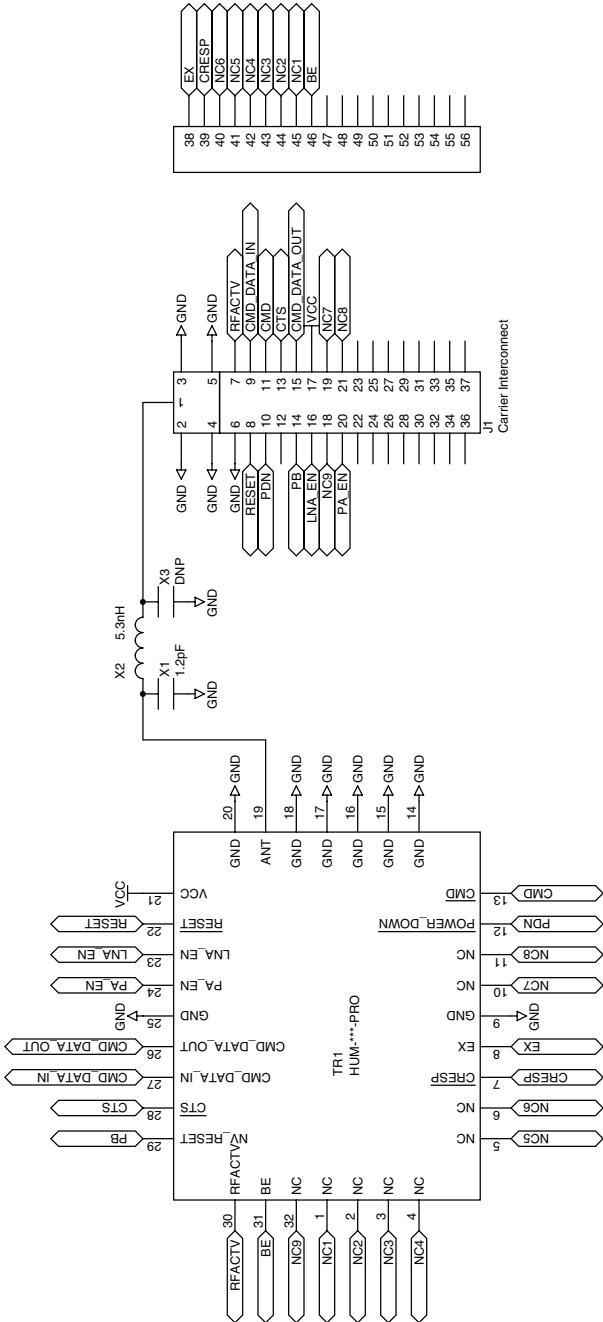 38 EX
39 CRESP
40 NC6
41 NC5
42 NC4
43 NC3
44 NC2
45 NC1
46 BE
47
48
49
50
51
52
53
54
55
56
GND
GND
3
1
5
2
4
GND
GND
GND
6
7 RFACTV
RESET 8
9 CMD_DATA_IN
PDN 10
11 CMD
12
13 CTS
PB 14
15 CMD_DATA_OUT
LNA_EN 16
17 VCC
NC9 18
19 NC7
PA_EN 20
21 NC8
22 23
24 25
26 27
28 29
30 31
32 33
34 35
36 37
J1
Carrier Interconnect
X2
5.3nH
X3
DNP
GND
X1
1.2pF
GND
20 GND
GND
19
ANT
18 GND
GND
17 GND
GND
16 GND
GND
15 GND
GND
14 GND
GND
VCC
21
VCC
RESET
22
RESET
LNA_EN
23
LNA_EN
PA_EN
24
PA_EN
GND
25
GND
CMD_DATA_OUT
26
CMD_DATA_OUT
CMD_DATA_IN
27
CMD_DATA_IN
CTS
28
CTS
PB
29
NV_RESET
TR1
HUM-***-PRO
CMD
13
CMD
POWER_DOWN
12
PDN
NC
11
NC8
NC
10
NC7
GND
9
GND
EX
8
EX
CRESP
7
CRESP
NC
6
NC6
NC
5
NC5
RFACTV 30 RFACTV
BE 31 BE
NC9 32 NC
NC1 1 NC
NC2 2 NC
NC3 3 NC
NC4 4 NC